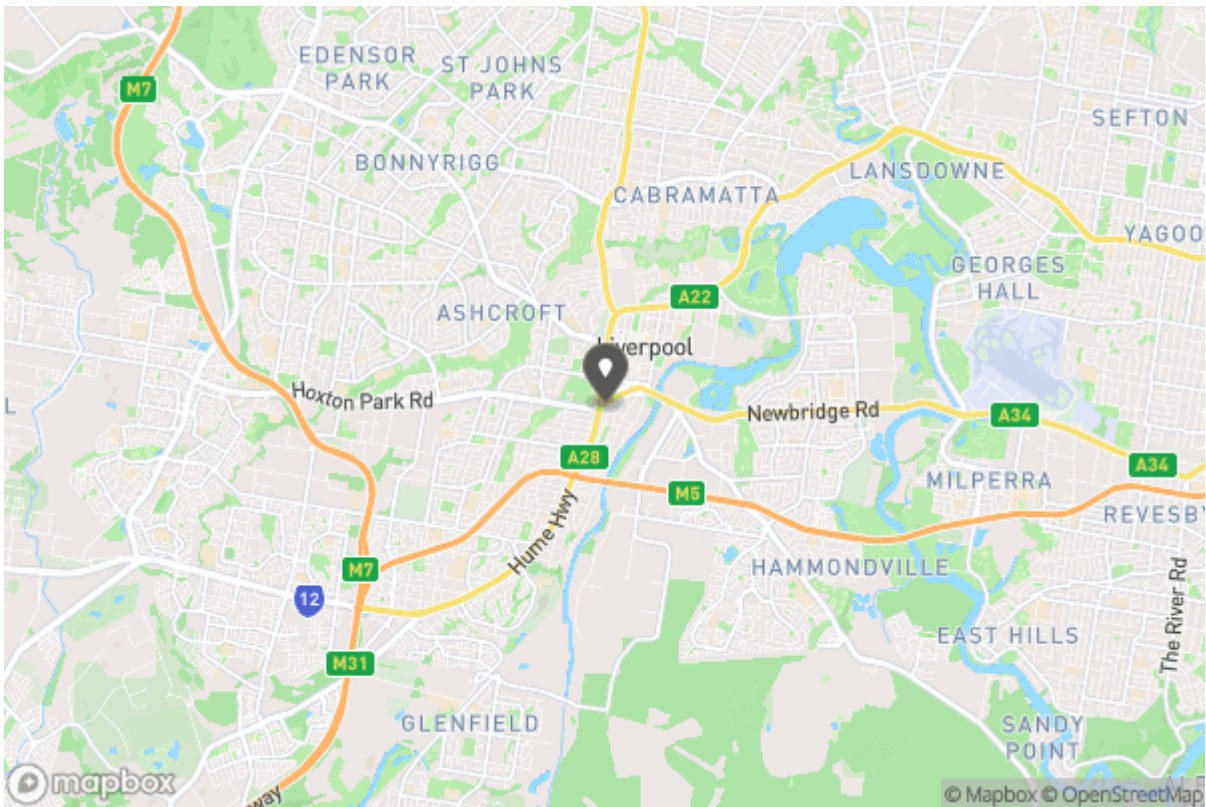 EDENSOR
PARK
ST JOHNS
PARK
M7
SEFTON
BONNYRIGG
LANSDOWNE
CABRAMATTA
YAGOO
GEORGES
HALL
A22
ASHCROFT
Liverpool
Hoxton Park Rd
Newbridge Rd
A34
A28
A34
MILPERRA
M5
REVESBY
Hume Hwy
HAMMONDVILLE
M7
12
The River Rd
EAST HILLS
M31
GLENFIELD
SANDY
POINT
mapbox
way
© Mapbox © OpenStreetMap